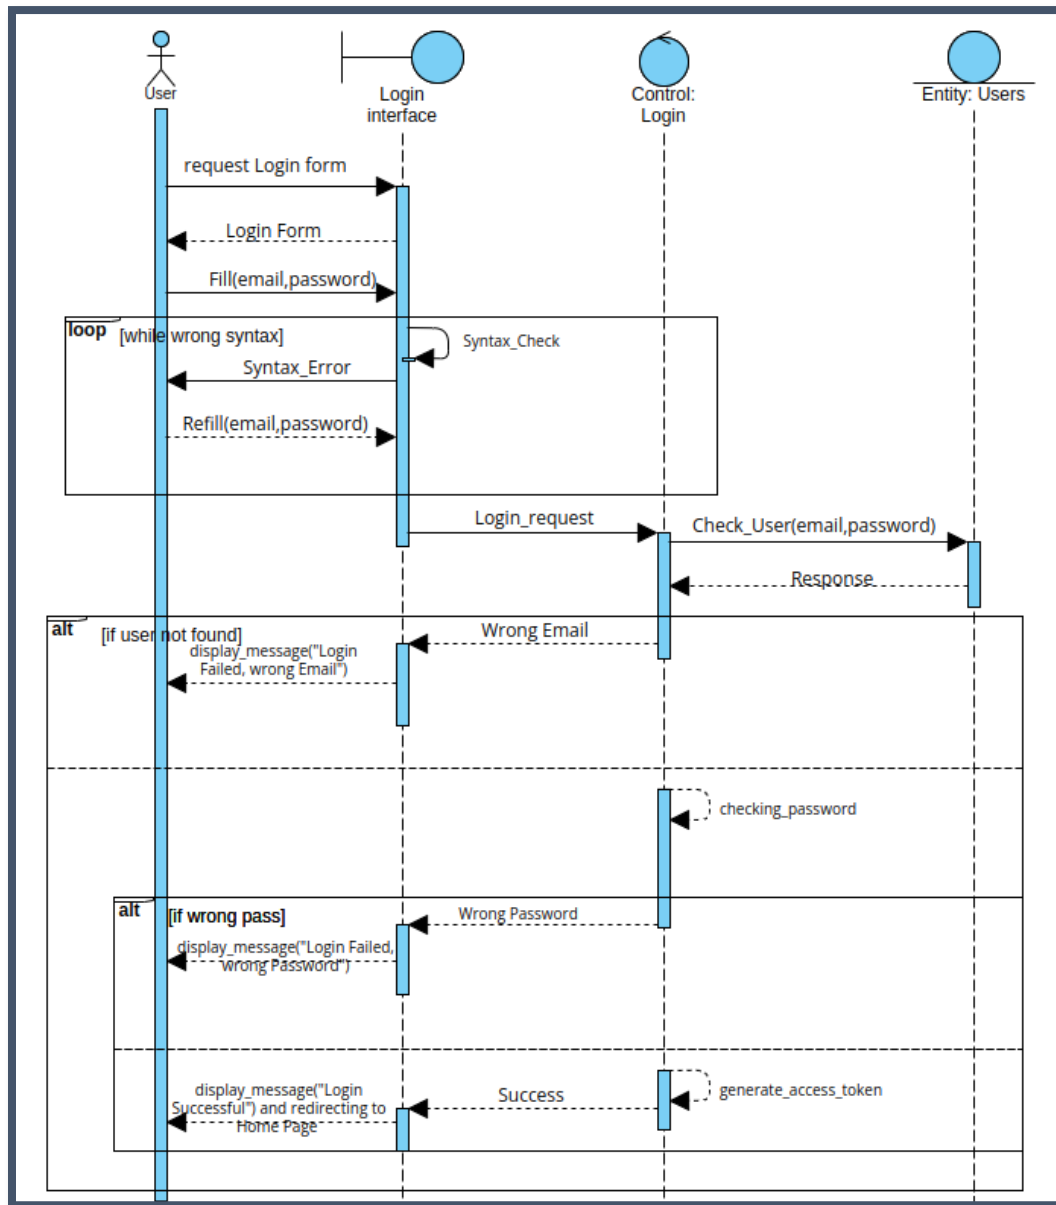 User
Login
interface
Control:
Login
Entity: Users
request Login form
Login Form
Fill(email,password)
loop
[while wrong syntax]
Syntax_Check
Syntax_Error
Refill(email,password)
Login_request
Check_User(email,password)
Response
alt
[if user not found]
Wrong Email
display_message("Login
Failed, wrong Email")
checking_password
alt
[if wrong pass]
Wrong Password
display_message("Login Failed,
wrong Password")
generate_access_token
Success
display_message("Login
Successful") and redirecting to
Home Page